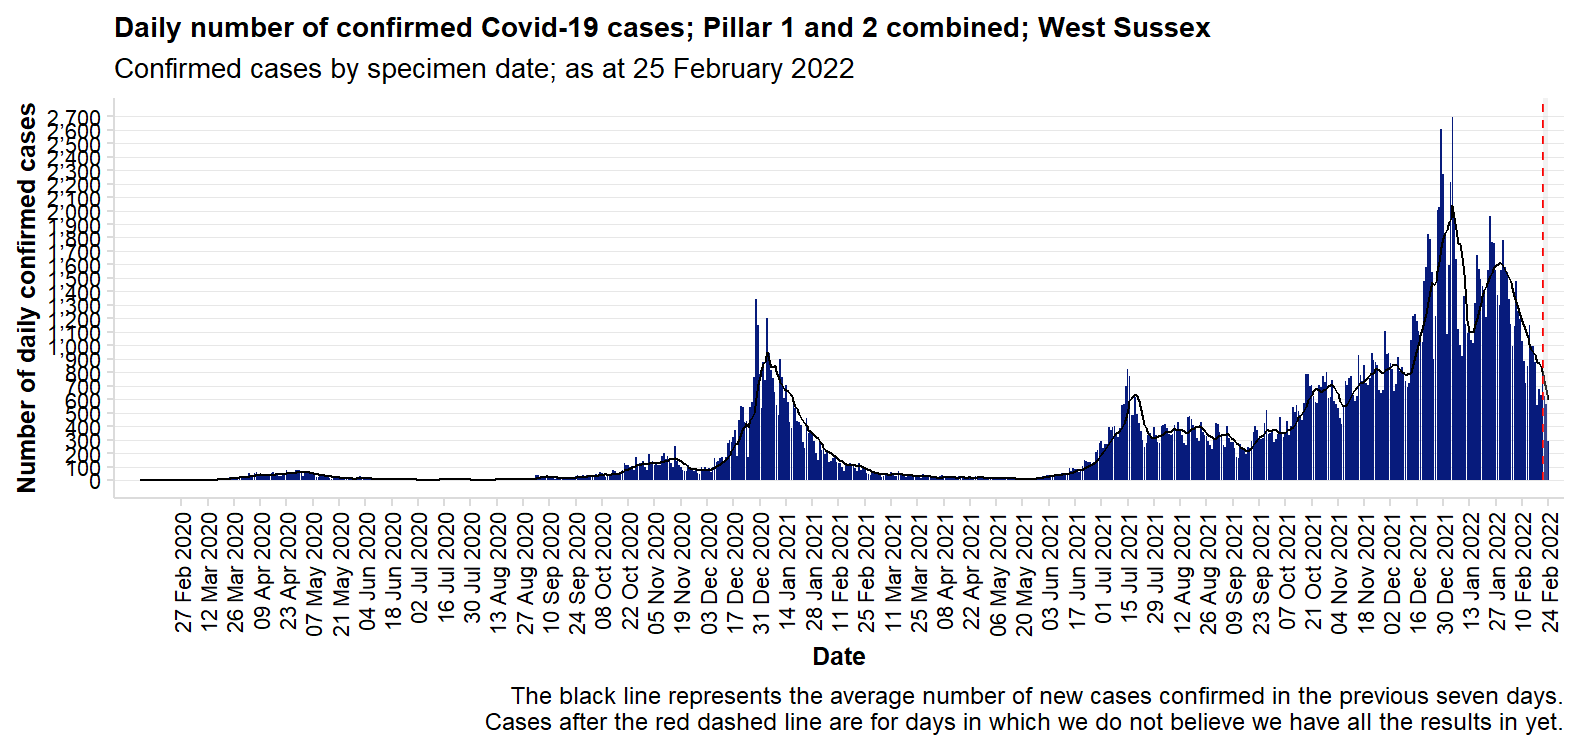 Daily number of confirmed Covid-19 cases; Pillar 1 and 2 combined; West Sussex
Confirmed cases by specimen date; as at 25 February 2022
Number of daily confirmed cases
2,700
2,600
2,500
2,400
2,300
2,200
2,100
2,000
1,900
1,800
1,700
1,600
1,500
1,400
1,300
1,200
1,100
1,000
900
800
700
600
500
400
300
200
100
0
27 Feb 2020
12 Mar 2020
26 Mar 2020
09 Apr 2020
23 Apr 2020
07 May 2020
21 May 2020
04 Jun 2020
18 Jun 2020
02 Jul 2020
16 Jul 2020
30 Jul 2020
13 Aug 2020
27 Aug 2020
10 Sep 2020
24 Sep 2020
08 Oct 2020
22 Oct 2020
05 Nov 2020
19 Nov 2020
03 Dec 2020
17 Dec 2020
31 Dec 2020
14 Jan 2021
28 Jan 2021
11 Feb 2021
25 Feb 2021
11 Mar 2021
25 Mar 2021
08 Apr 2021
22 Apr 2021
06 May 2021
20 May 2021
03 Jun 2021
17 Jun 2021
01 Jul 2021
15 Jul 2021
29 Jul 2021
12 Aug 2021
26 Aug 2021
09 Sep 2021
23 Sep 2021
07 Oct 2021
21 Oct 2021
04 Nov 2021
18 Nov 2021
02 Dec 2021
16 Dec 2021
30 Dec 2021
13 Jan 2022
27 Jan 2022
10 Feb 2022
24 Feb 2022
Date
The black line represents the average number of new cases confirmed in the previous seven days.
Cases after the red dashed line are for days in which we do not believe we have all the results in yet.